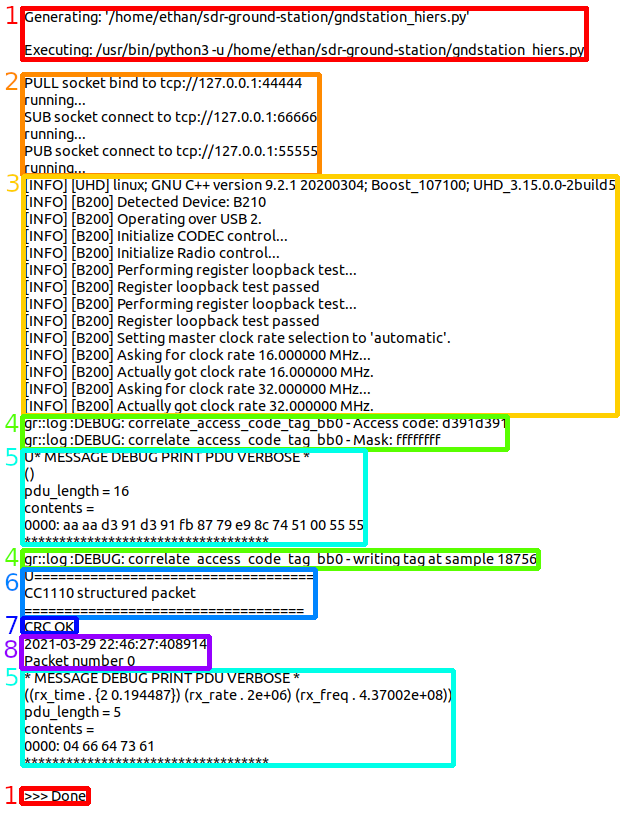 1 Generating: '/home/ethan/sdr-ground-station/gndstation_hiers.py'
Executing: /usr/bin/python3 -u /home/ethan/sdr-ground-station/gndstation_hiers.py
2 PULL socket bind to tcp://127.0.0.1:44444
running...
SUB socket connect to tcp://127.0.0.1:66666
running...
PUB socket connect to tcp://127.0.0.1:55555
running...
3 [INFO] [UHD] linux; GNU C++ version 9.2.1 20200304; Boost_107100; UHD_3.15.0.0-2build5
[INFO] [B200] Detected Device: B210
[INFO] [B200] Operating over USB 2.
[INFO] [B200] Initialize CODEC control...
[INFO] [B200] Initialize Radio control...
[INFO] [B200] Performing register loopback test...
[INFO] [B200] Register loopback test passed
[INFO] [B200] Performing register loopback test...
[INFO] [B200] Register loopback test passed
[INFO] [B200] Setting master clock rate selection to 'automatic'.
[INFO] [B200] Asking for clock rate 16.000000 MHz...
[INFO] [B200] Actually got clock rate 16.000000 MHz.
[INFO] [B200] Asking for clock rate 32.000000 MHz...
[INFO] [B200] Actually got clock rate 32.000000 MHz.
4 gr::log :DEBUG: correlate_access_code_tag_bb0 - Access code: d391d391
gr::log :DEBUG: correlate_access_code_tag_bb0 - Mask: ffffffff
5 U* MESSAGE DEBUG PRINT PDU VERBOSE *
()
pdu_length = 16
contents =
0000: aa aa d3 91 d3 91 fb 87 79 e9 8c 74 51 00 55 55
***********************************
4 gr::log :DEBUG: correlate_access_code_tag_bb0 - writing tag at sample 18756
6 U===================================
CC1110 structured packet
===================================
7 CRC OK
8 2021-03-29 22:46:27:408914
Packet number 0
5 * MESSAGE DEBUG PRINT PDU VERBOSE *
((rx_time . {2 0.194487}) (rx_rate . 2e+06) (rx_freq . 4.37002e+08))
pdu_length = 5
contents =
0000: 04 66 64 73 61
***********************************
1 >>> Done